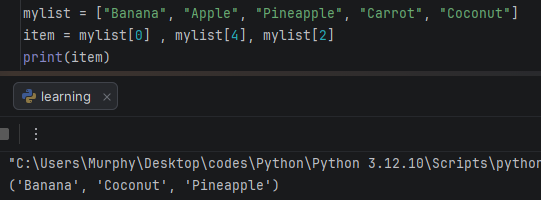 mylist = ["Banana", "Apple", "Pineapple", "Carrot", "Coconut"]
item = mylist[0] , mylist[4], mylist[2]
print(item)
learning
"C:\Users\Murphy\Desktop\codes\Python\Python 3.12.10\Scripts\python
('Banana', 'Coconut', 'Pineapple')